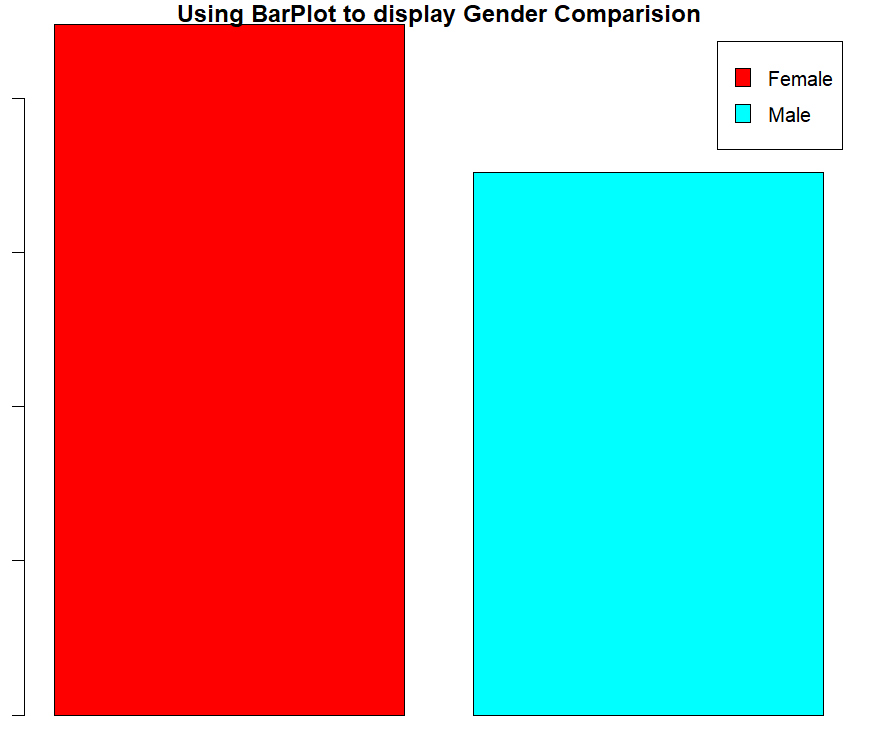 Using BarPlot to display Gender Comparision
Female
Male